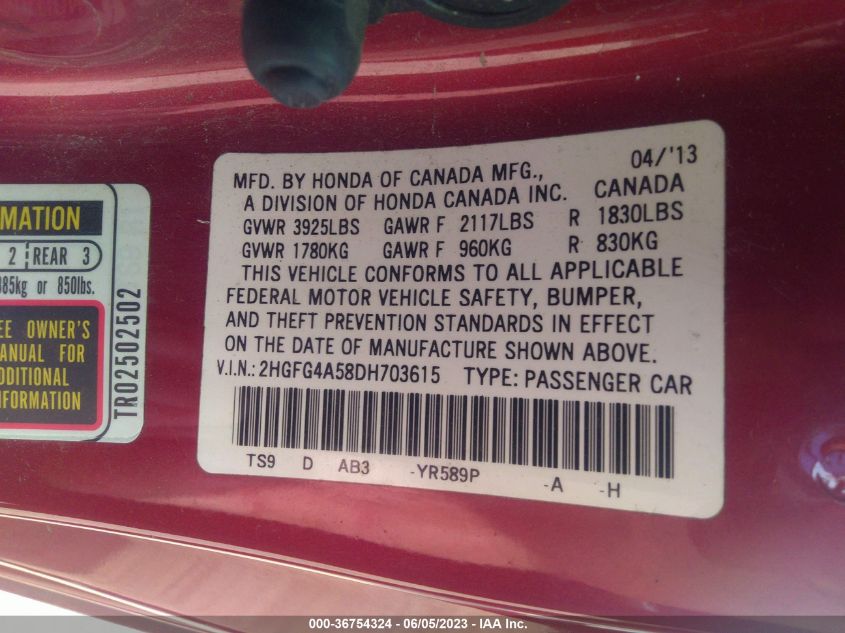 MATION
2 REAR 3
385kg or 850lbs.
EE OWNER'S
ANUAL FOR
DDITIONAL
NFORMATION
TR02502502
04/'13
MFD. BY HONDA OF CANADA MFG.,
A DIVISION OF HONDA CANADA INC. CANADA
GVWR 3925LBS GAWR F 2117LBS R 1830LBS
GVWR 1780KG GAWR F 960KG R 830KG
THIS VEHICLE CONFORMS TO ALL APPLICABLE
FEDERAL MOTOR VEHICLE SAFETY, BUMPER,
AND THEFT PREVENTION STANDARDS IN EFFECT
ON THE DATE OF MANUFACTURE SHOWN ABOVE.
V.I.N.: 2HGFG4A58DH703615 TYPE: PASSENGER CAR
TS9 D AB3 -YR589P -A -H
000-36754324 - 06/05/2023 - IAA Inc.